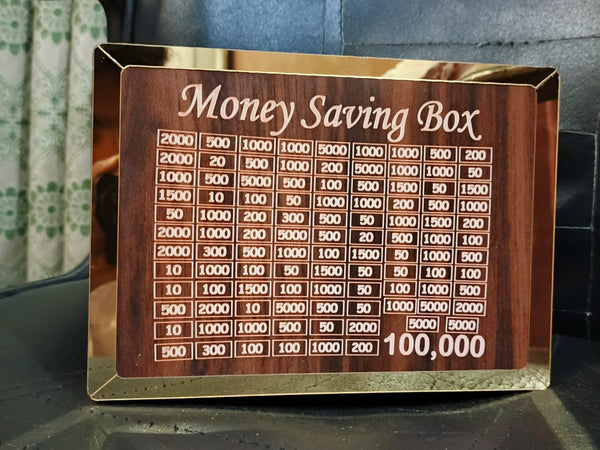 Money Saving Box
2000 500 1000 1000 5000 1000 1000 500 200
2000 20 500 1000 200 5000 1000 1000 50
1000 500 5000 5000 100 500 1500 50 1500
1500 10 100 50 1000 1000 200 500 1000
50 1000 200 300 500 50 1000 1500 200
2000 1000 200 5000 500 20 500 1000 100
2000 300 500 1000 100 1500 50 1000 500
10 1000 100 50 1500 50 50 100 100
10 100 1500 100 1000 50 100 1000 500
500 2000 10 5000 500 50 1000 5000 2000
10 1000 1000 500 50 2000 5000 5000
500 300 100 100 1000 200 100,000